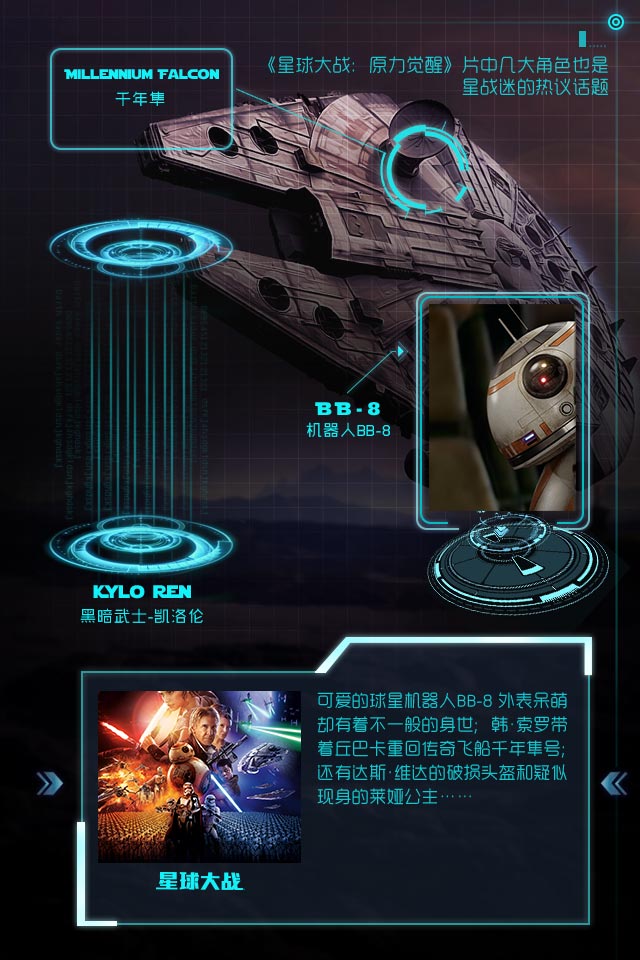 《星球大战：原力觉醒》片中几大角色也是
星战迷的热议话题
MILLENNIUM FALCON
千年隼
BB-8
机器人BB-8
KYLO REN
黑暗武士-凯洛伦
可爱的球星机器人BB-8 外表呆萌
却有着不一般的身世；韩·索罗带
着丘巴卡重回传奇飞船千年隼号；
还有达斯·维达的破损头盔和疑似
现身的莱娅公主……
星球大战